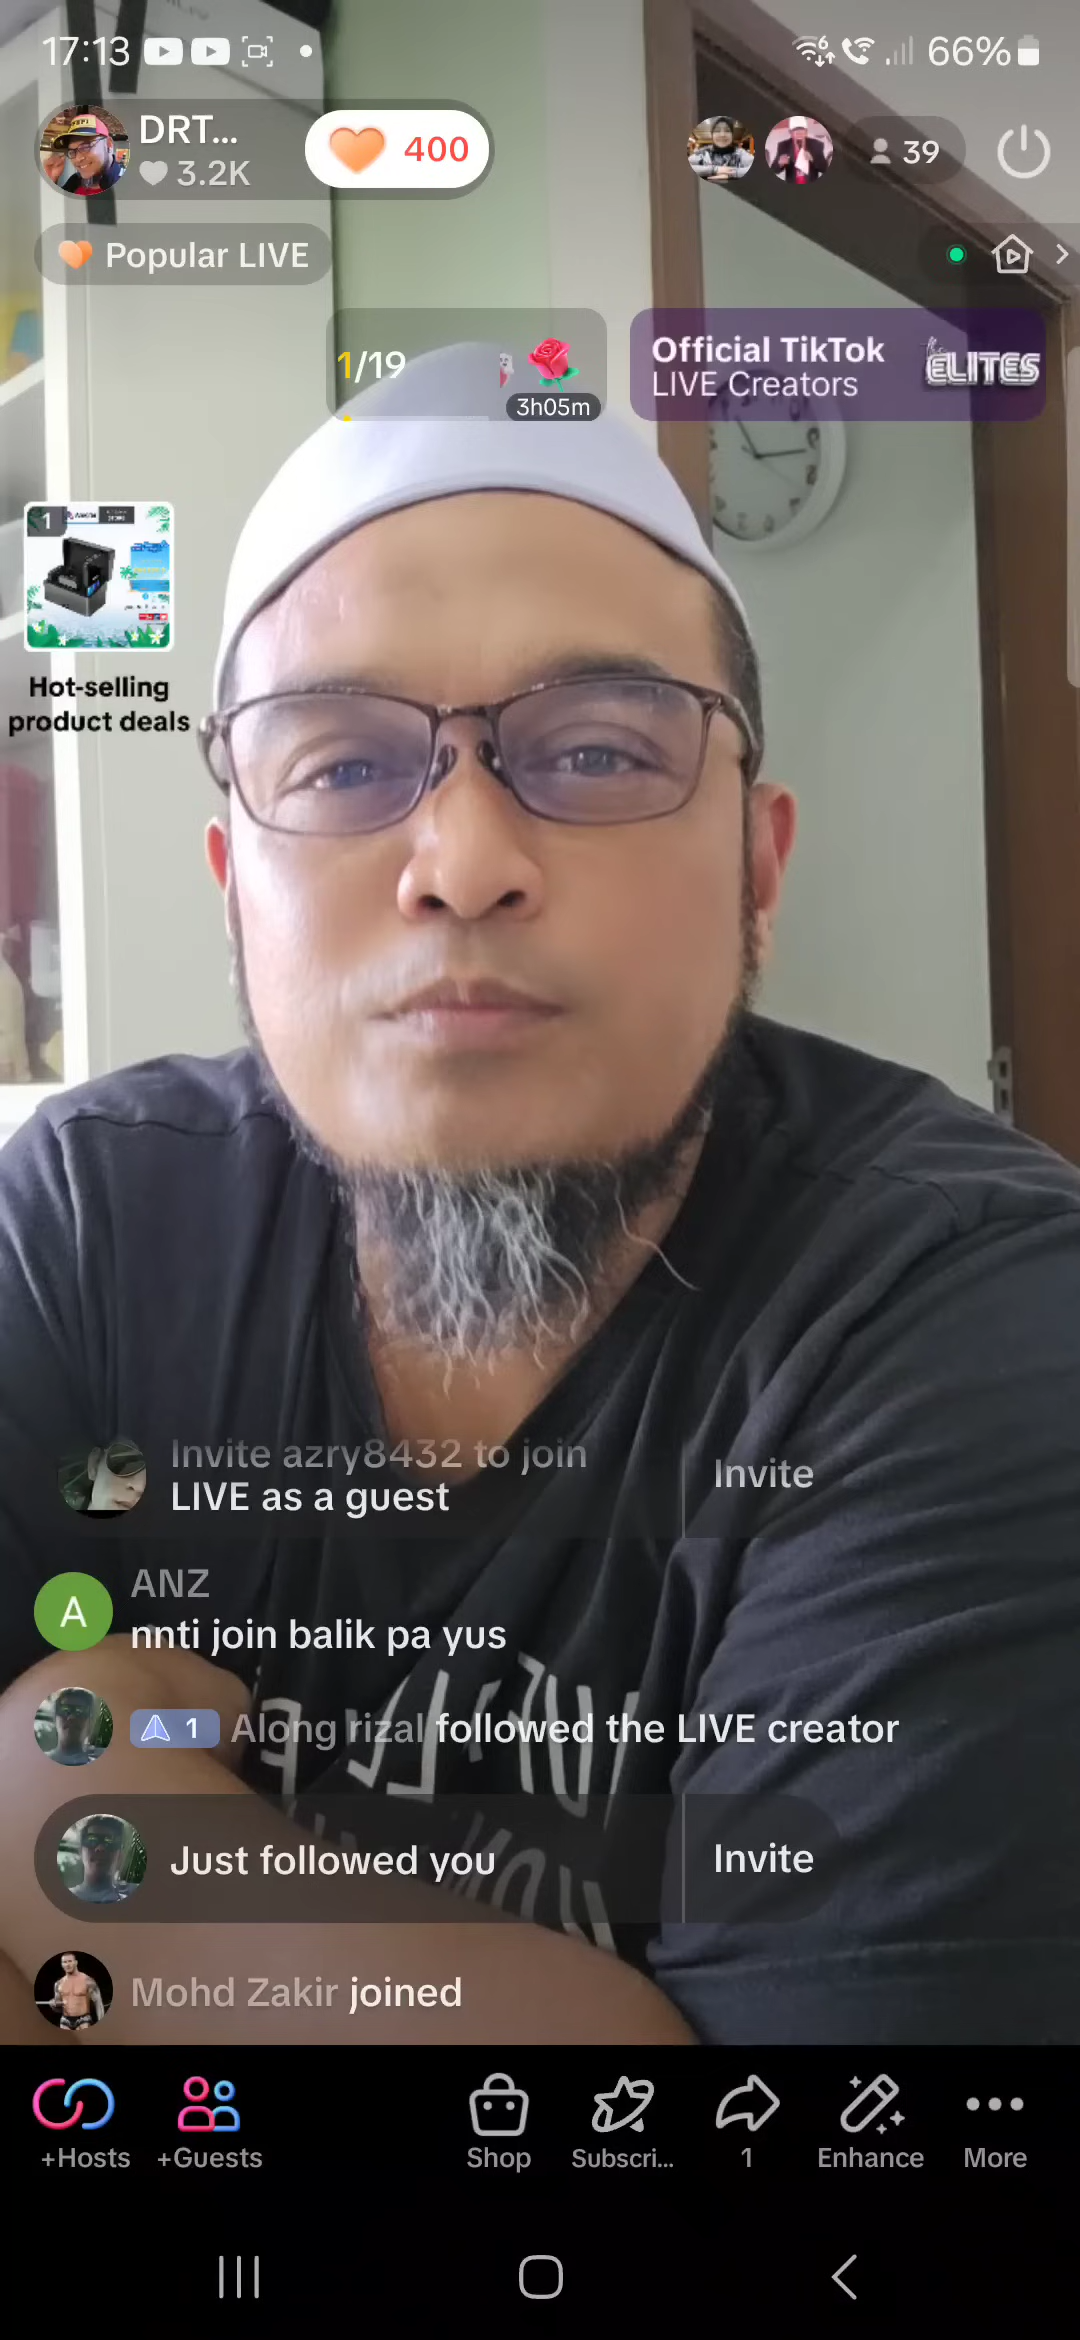 17:13
66%
DRT...
3.2K
400
39
Popular LIVE
1/19
3h05m
Official TikTok
LIVE Creators
ELITES
1
Hot-selling
product deals
Invite azry8432 to join
LIVE as a guest
Invite
A
ANZ
nnti join balik pa yus
1 Along rizal followed the LIVE creator
Just followed you
Invite
Mohd Zakir joined
+Hosts
+Guests
Shop
Subscri...
1
Enhance
More